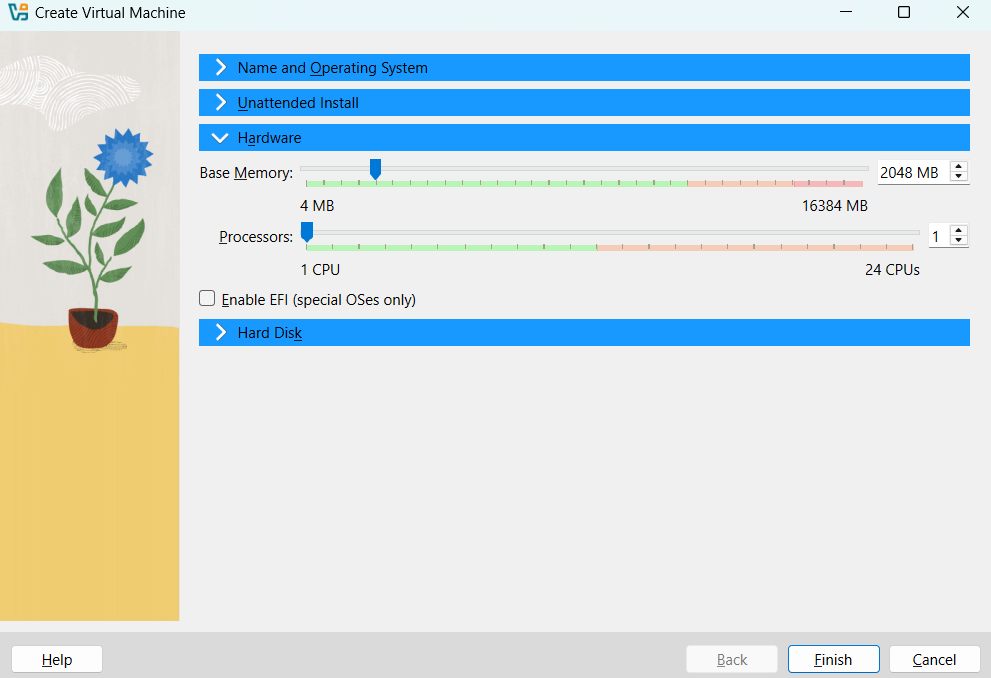 Create Virtual Machine
Name and Operating System
Unattended Install
Hardware
Base Memory: 2048 MB
4 MB 16384 MB
Processors: 1
1 CPU 24 CPUs
Enable EFI (special OSes only)
Hard Disk
Help Back Finish Cancel